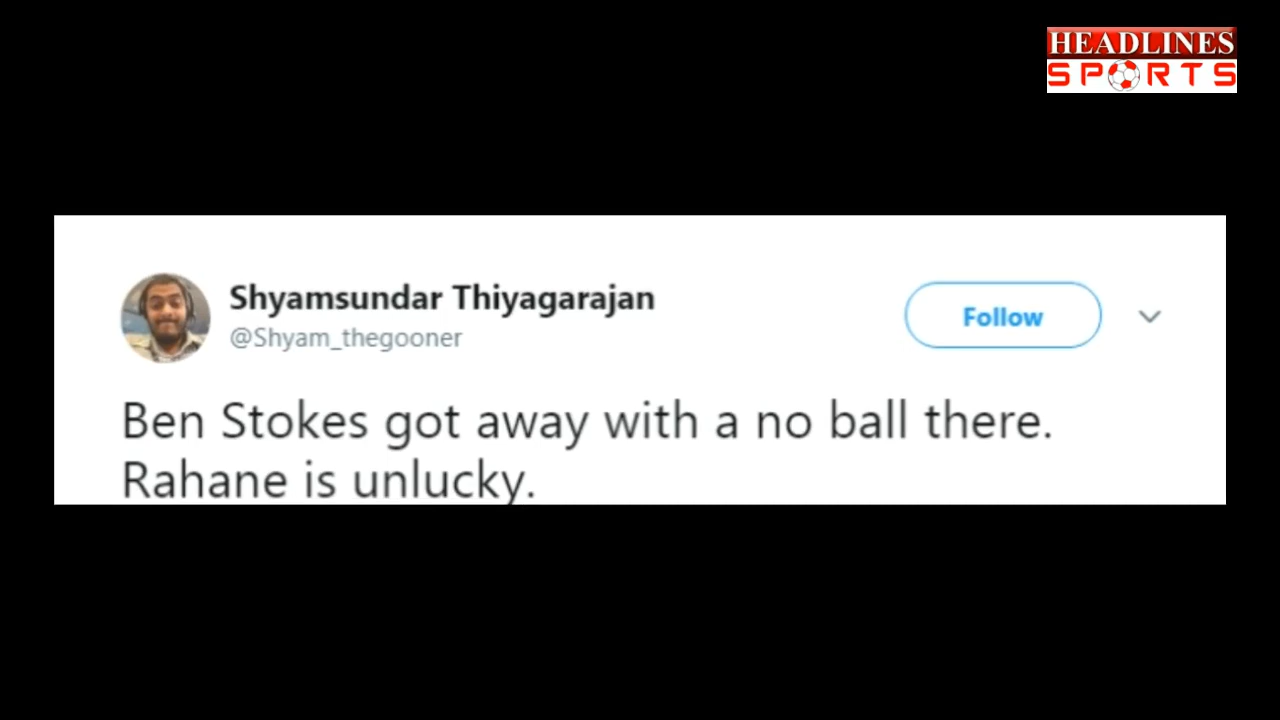 HEADLINES
SPORTS
Shyamsundar Thiyagarajan
@Shyam_thegooner
Follow
Ben Stokes got away with a no ball there.
Rahane is unlucky.